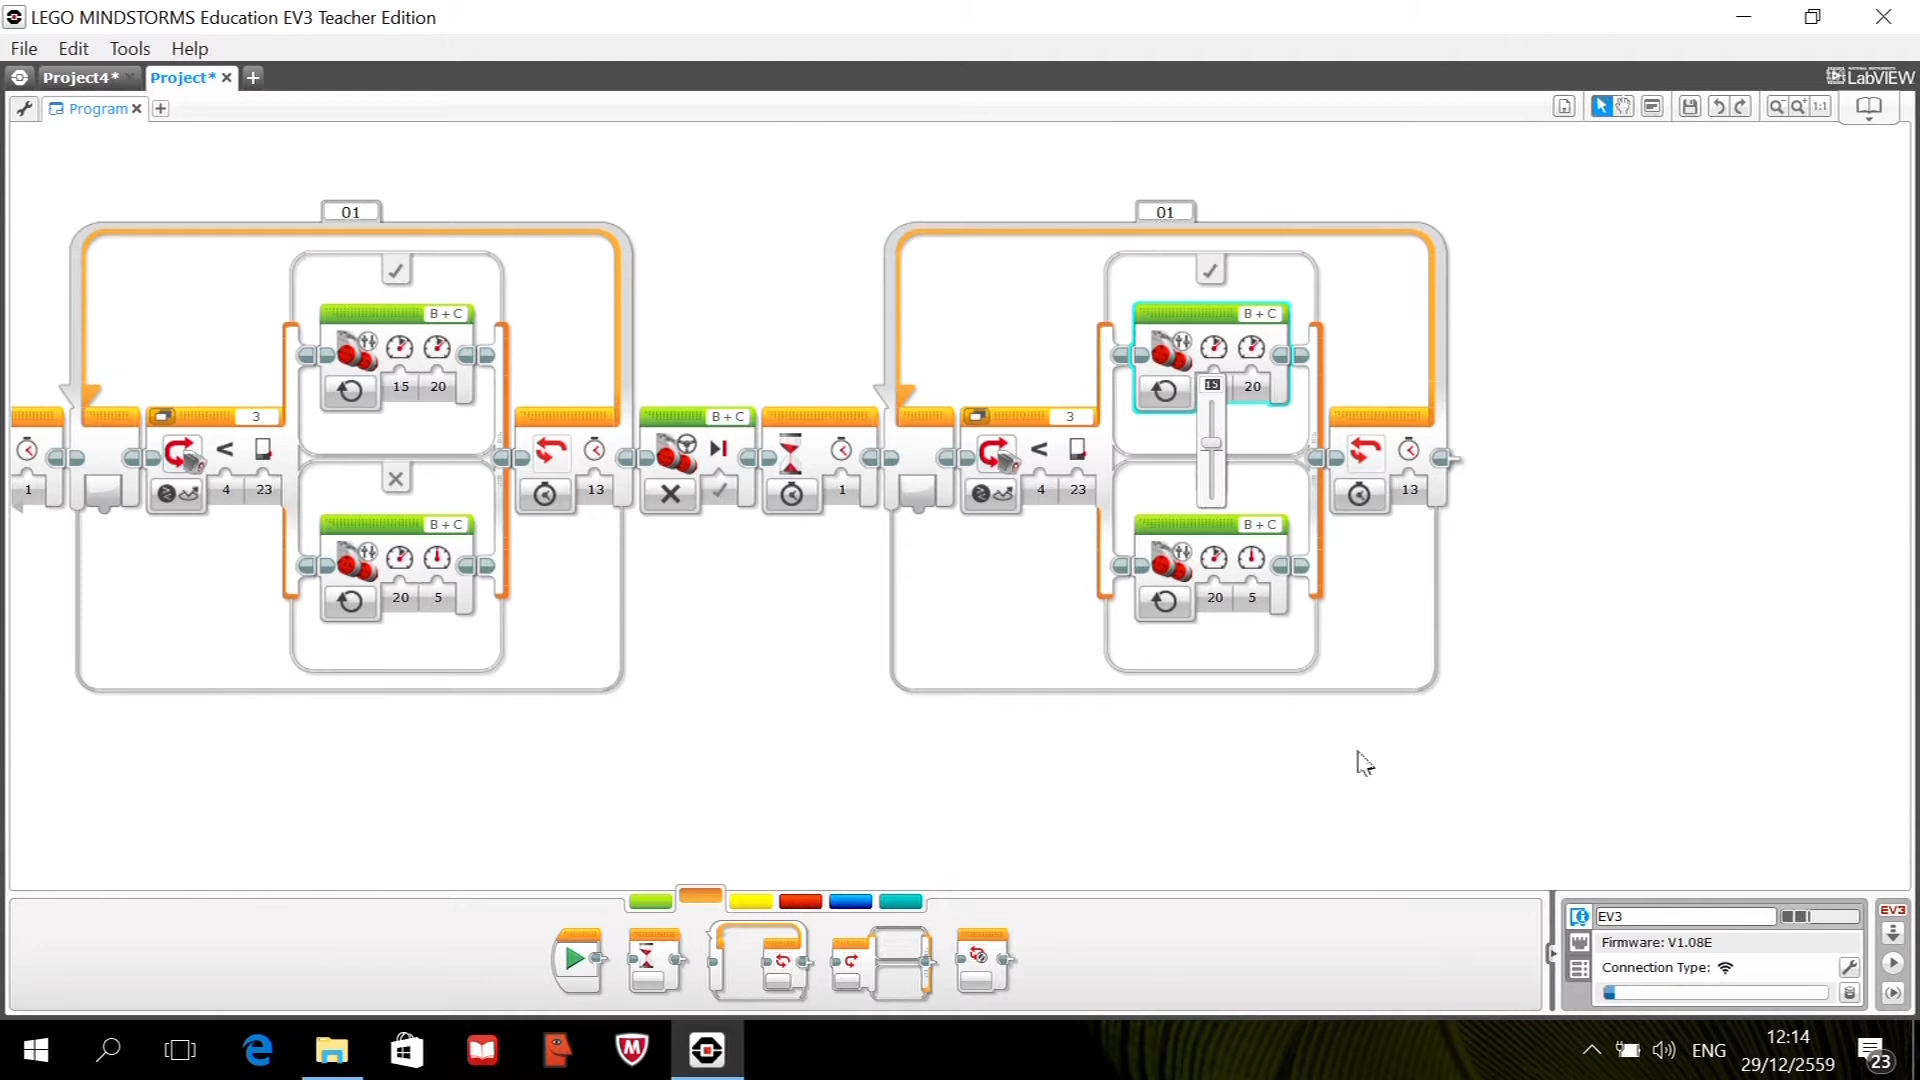 LEGO MINDSTORMS Education EV3 Teacher Edition
File Edit Tools Help
Project4* Project*
LabVIEW
Program
1:1
01 01
B + C B + C
15 20 15 20
3 B + C 3
< <
1 4 23 13 1 4 23 13
B + C B + C
20 5 20 5
EV3 EV3
Firmware: V1.08E
Connection Type:
ENG
12:14
29/12/2559
23